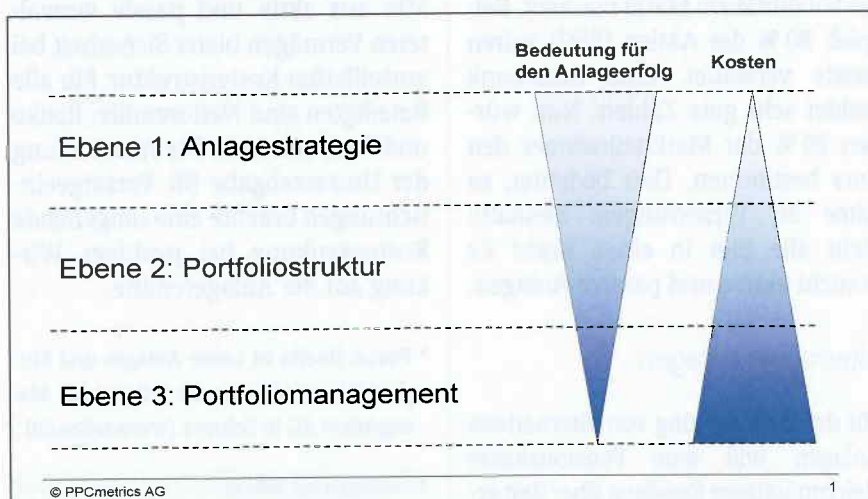 Bedeutung für
den Anlageerfolg
Kosten
Ebene 1: Anlagestrategie
Ebene 2: Portfoliostruktur
Ebene 3: Portfoliomanagement
© PPCmetrics AG
1